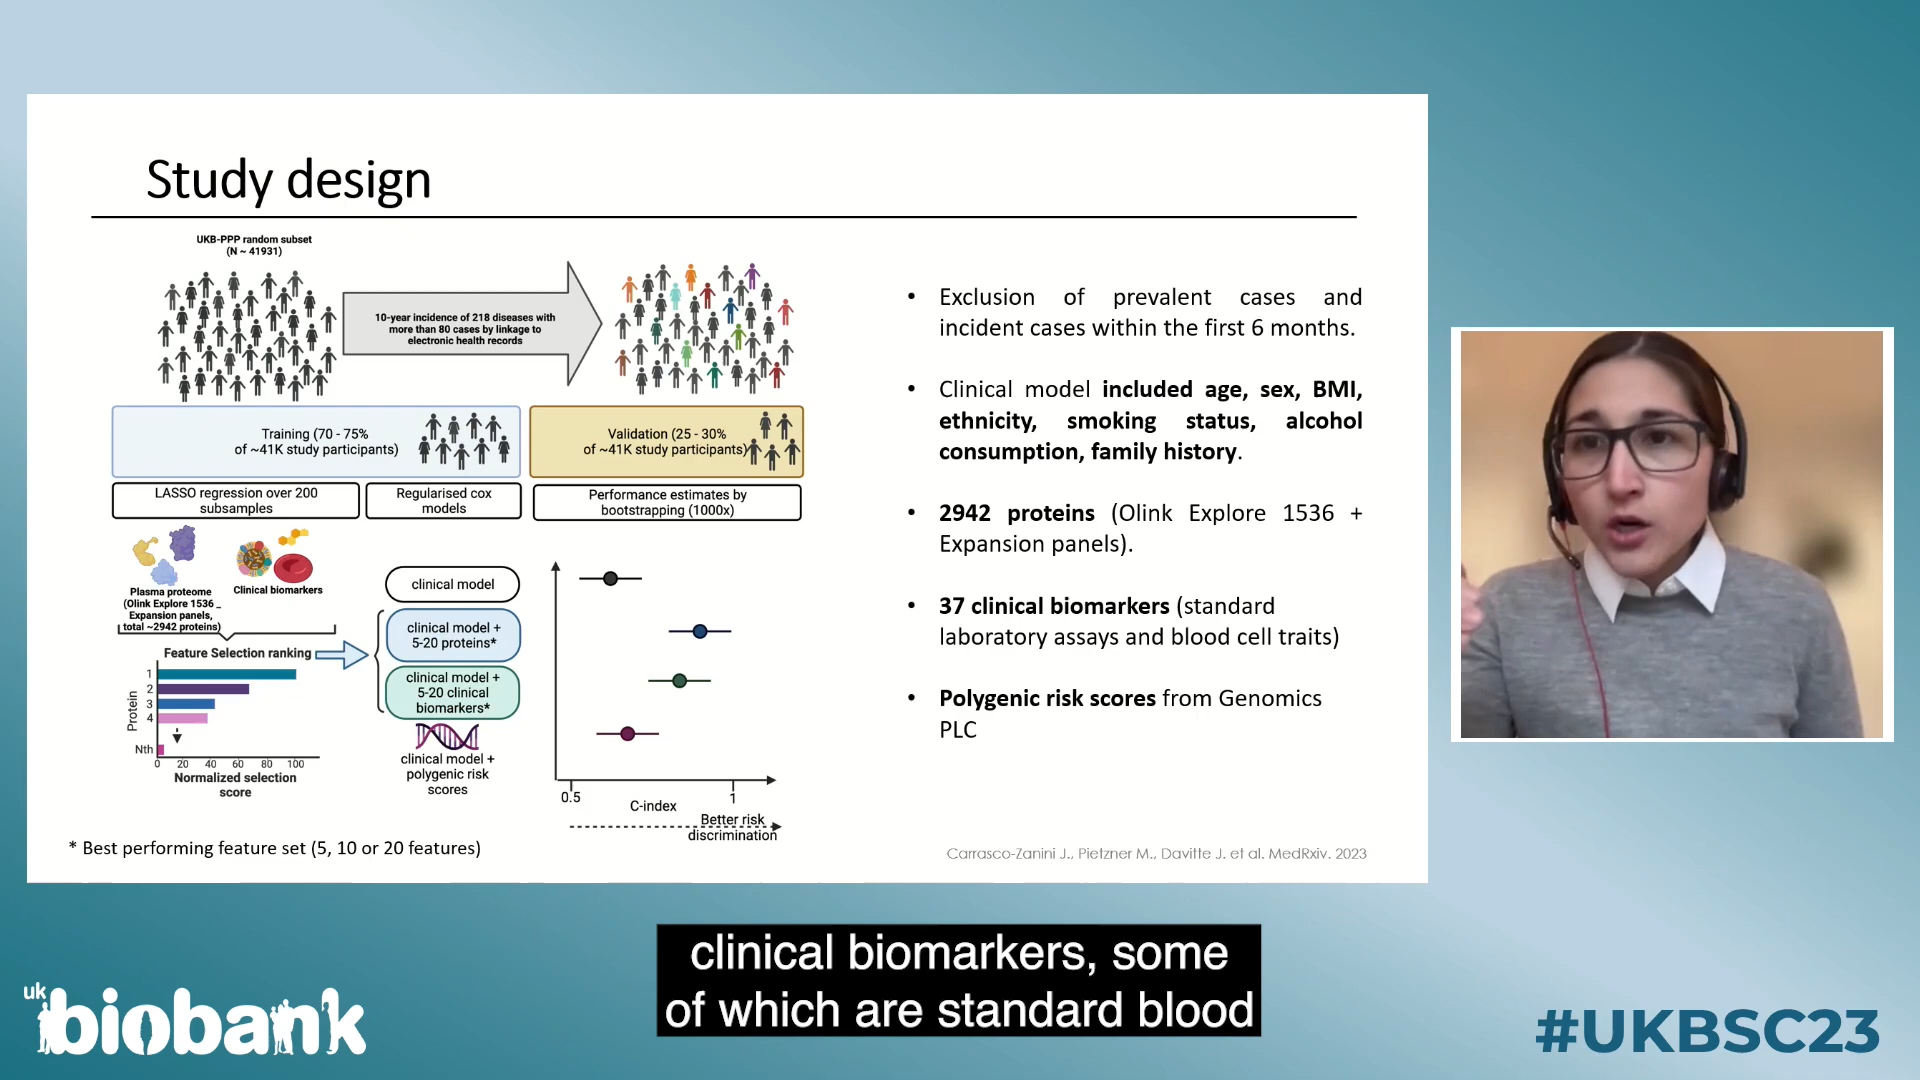 Study design
UKB-PPP random subset
(N ~ 41931)
10-year incidence of 218 diseases with
more than 80 cases by linkage to
electronic health records
Training (70 - 75%
of ~41K study participants)
Validation (25 - 30%
of ~41K study participants)
LASSO regression over 200
subsamples
Regularised cox
models
Performance estimates by
bootstrapping (1000x)
Plasma proteome
(Olink Explore 1536 _
Expansion panels,
total ~2942 proteins)
Clinical biomarkers
Feature Selection ranking
Protein
1
2
3
4
Nth
0 20 40 60 80 100
Normalized selection
score
clinical model
clinical model +
5-20 proteins*
clinical model +
5-20 clinical
biomarkers*
clinical model +
polygenic risk
scores
0.5 1
C-index
Better risk
discrimination
* Best performing feature set (5, 10 or 20 features)
• Exclusion of prevalent cases and
incident cases within the first 6 months.
• Clinical model included age, sex, BMI,
ethnicity, smoking status, alcohol
consumption, family history.
• 2942 proteins (Olink Explore 1536 +
Expansion panels).
• 37 clinical biomarkers (standard
laboratory assays and blood cell traits)
• Polygenic risk scores from Genomics
PLC
Carrasco-Zanini J., Pietzner M., Davitte J. et al. MedRxiv. 2023
clinical biomarkers, some
of which are standard blood
uk
biobank
#UKBSC23